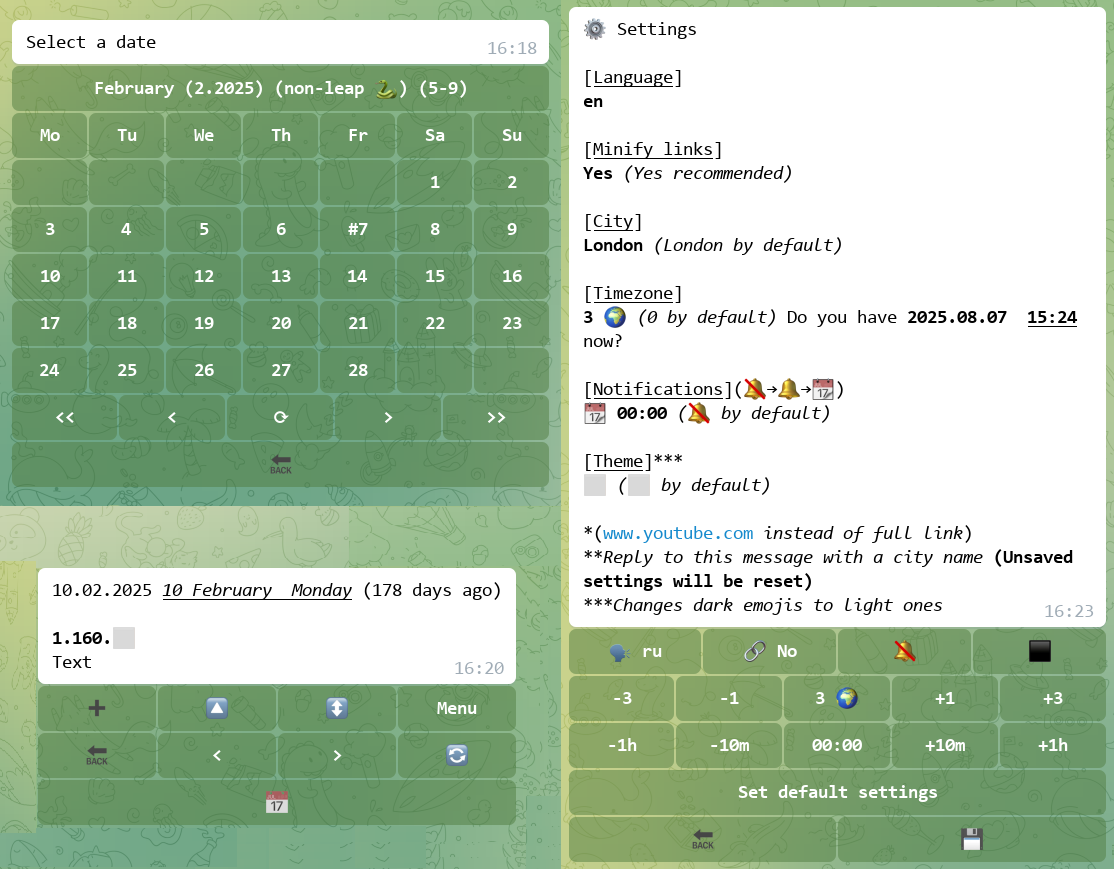 Select a date
16:18
February (2.2025) (non-leap 🐍) (5-9)
Mo Tu We Th Fr Sa Su
1 2
3 4 5 6 #7 8 9
10 11 12 13 14 15 16
17 18 19 20 21 22 23
24 25 26 27 28
<< < ⟳ > >>
BACK
10.02.2025 10 February  Monday (178 days ago)
1.160.
Text
16:20
Menu
BACK < >
17
Settings
[Language]
en
[Minify links]
Yes (Yes recommended)
[City]
London (London by default)
[Timezone]
3 🌍 (0 by default) Do you have 2025.08.07  15:24
now?
[Notifications](🔕→🔔→📆)
📆 00:00 (🔕 by default)
[Theme]***
⬜ (⬜ by default)
*(www.youtube.com instead of full link)
**Reply to this message with a city name (Unsaved
settings will be reset)
***Changes dark emojis to light ones
16:23
ru No
-3 -1 3 🌍 +1 +3
-1h -10m 00:00 +10m +1h
Set default settings
BACK